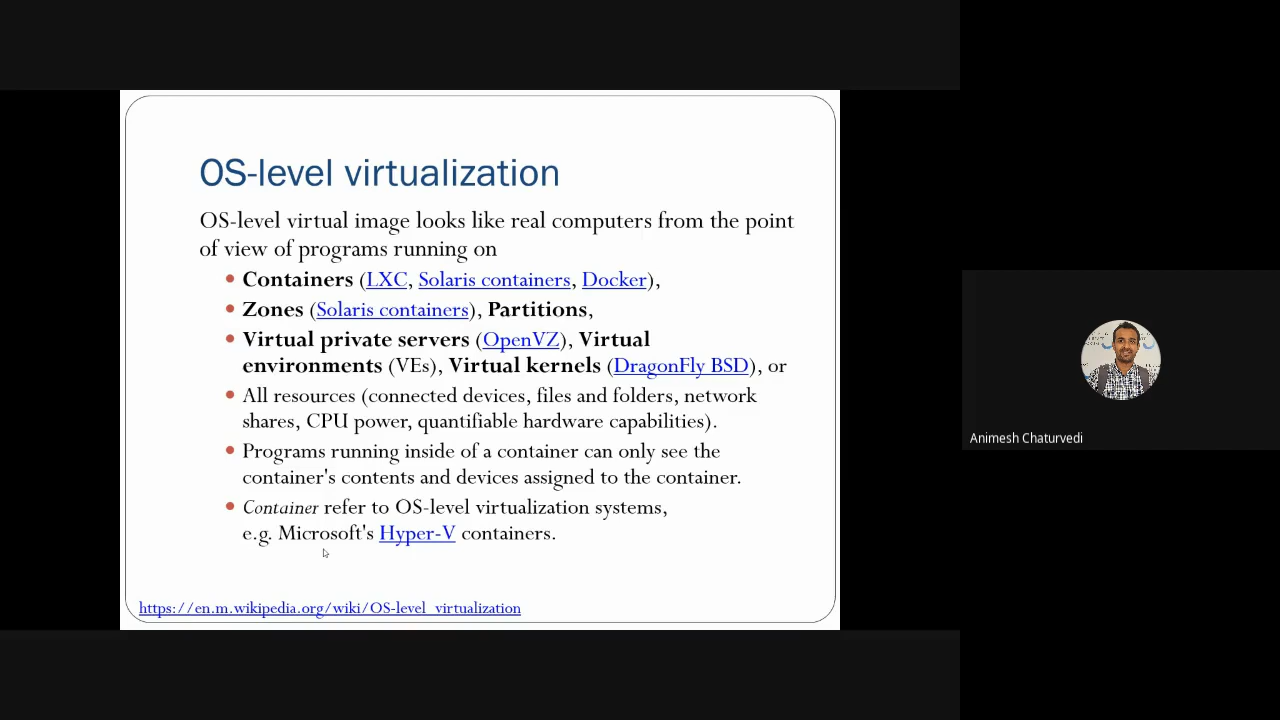 OS-level virtualization
OS-level virtual image looks like real computers from the point
of view of programs running on
• Containers (LXC, Solaris containers, Docker),
• Zones (Solaris containers), Partitions,
• Virtual private servers (OpenVZ), Virtual
environments (VEs), Virtual kernels (DragonFly BSD), or
• All resources (connected devices, files and folders, network
shares, CPU power, quantifiable hardware capabilities).
• Programs running inside of a container can only see the
container's contents and devices assigned to the container.
• Container refer to OS-level virtualization systems,
e.g. Microsoft's Hyper-V containers.
https://en.m.wikipedia.org/wiki/OS-level_virtualization
Animesh Chaturvedi